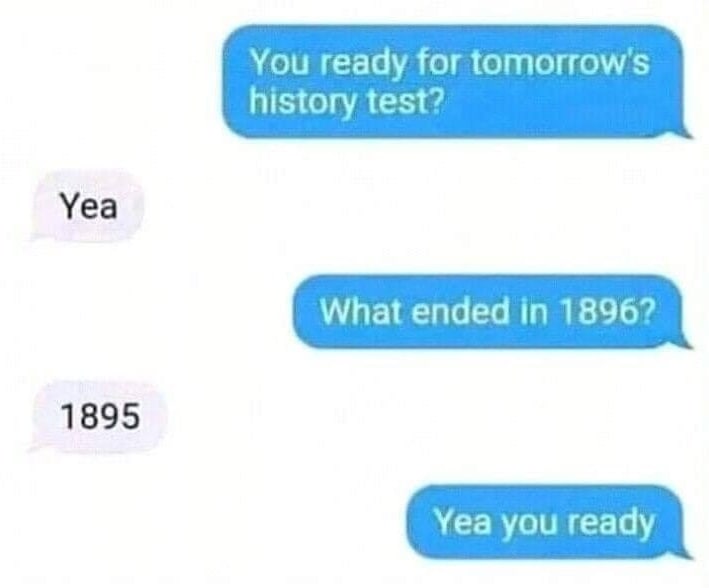 You ready for tomorrow's
history test?
Yea
What ended in 1896?
1895
Yea you ready